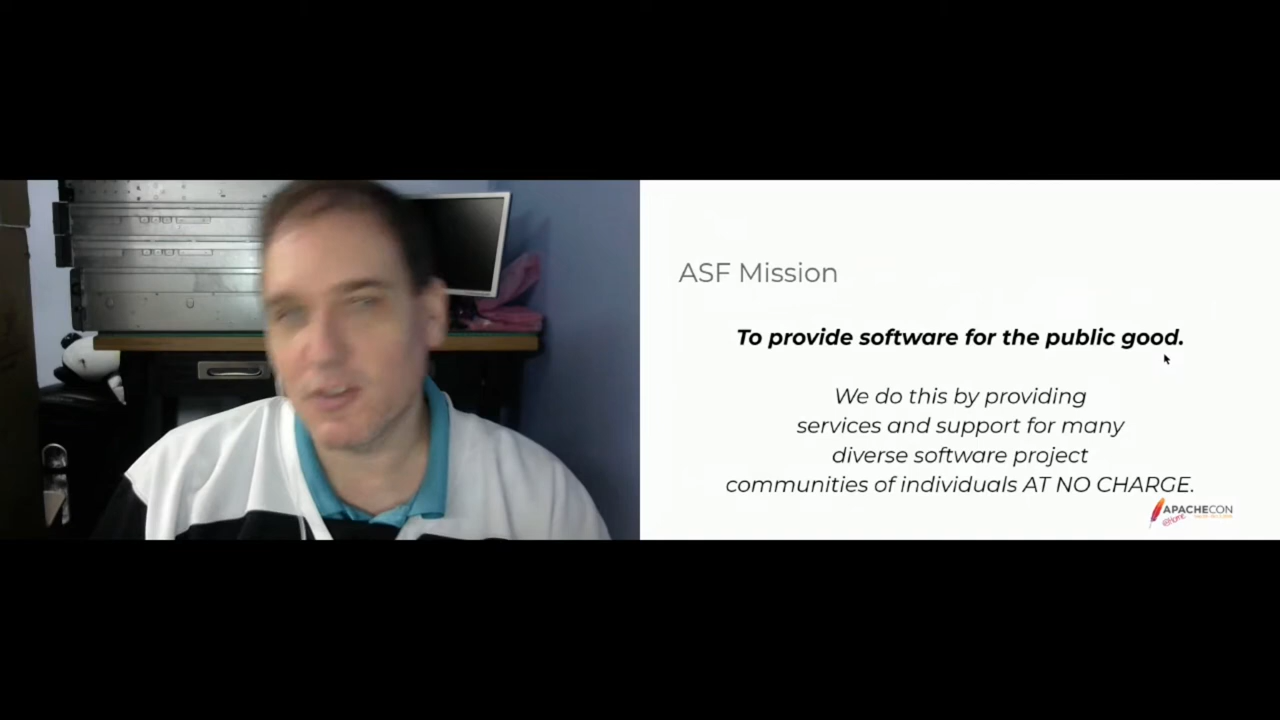 ASF Mission
To provide software for the public good.
We do this by providing
services and support for many
diverse software project
communities of individuals AT NO CHARGE.
APACHECON
@Home